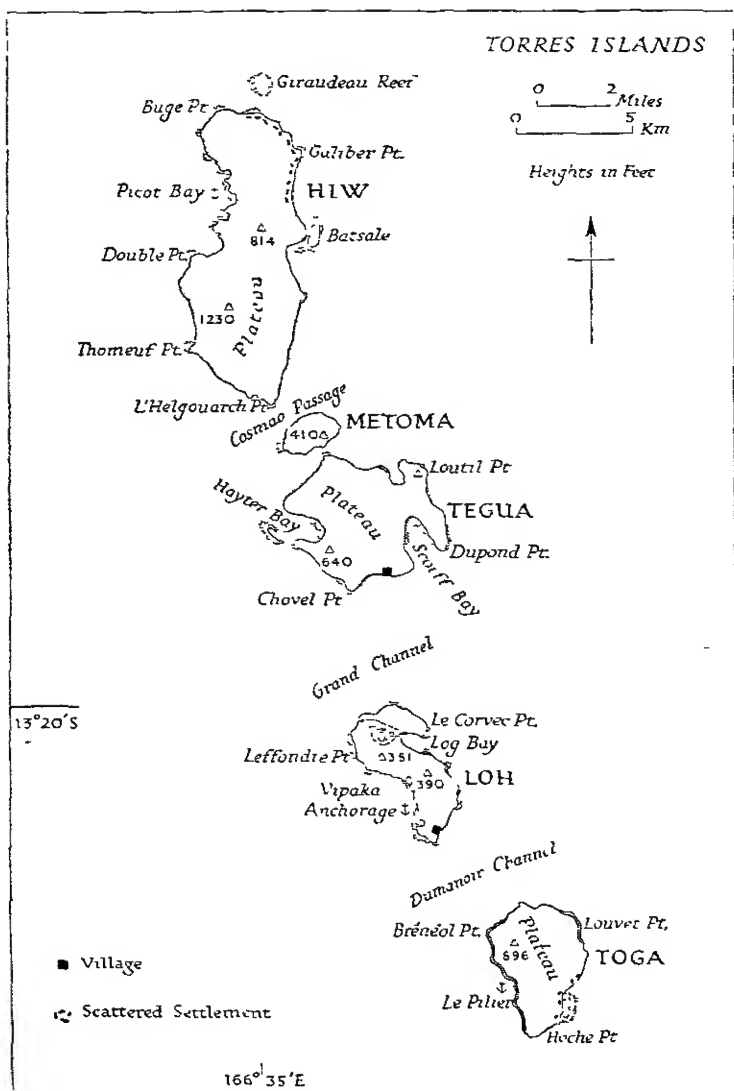 TORRES ISLANDS
0 2
Miles
0 5
Km
Heights in Feet
Giraudeau Reef
Buge Pt
Galiber Pt.
Picot Bay
HIW
814
Batsale
Double Pt.
1230
Plateau
Thomeuf Pt.
L'Helgouarch Pt.
Cosmao Passage
METOMA
410
Loutil Pt
Hayter Bay
Plateau
TEGUA
640
Scorff Bay
Dupond Pt.
Chovel Pt
Grand Channel
13°20'S
Le Corvec Pt.
Log Bay
Leffondre Pt
351
LOH
390
Vipaka
Anchorage
Dumanoir Channel
Brénéol Pt.
Louvet Pt.
Plateau
TOGA
696
Le Pilier
Hoche Pt
Village
Scattered Settlement
166°35'E